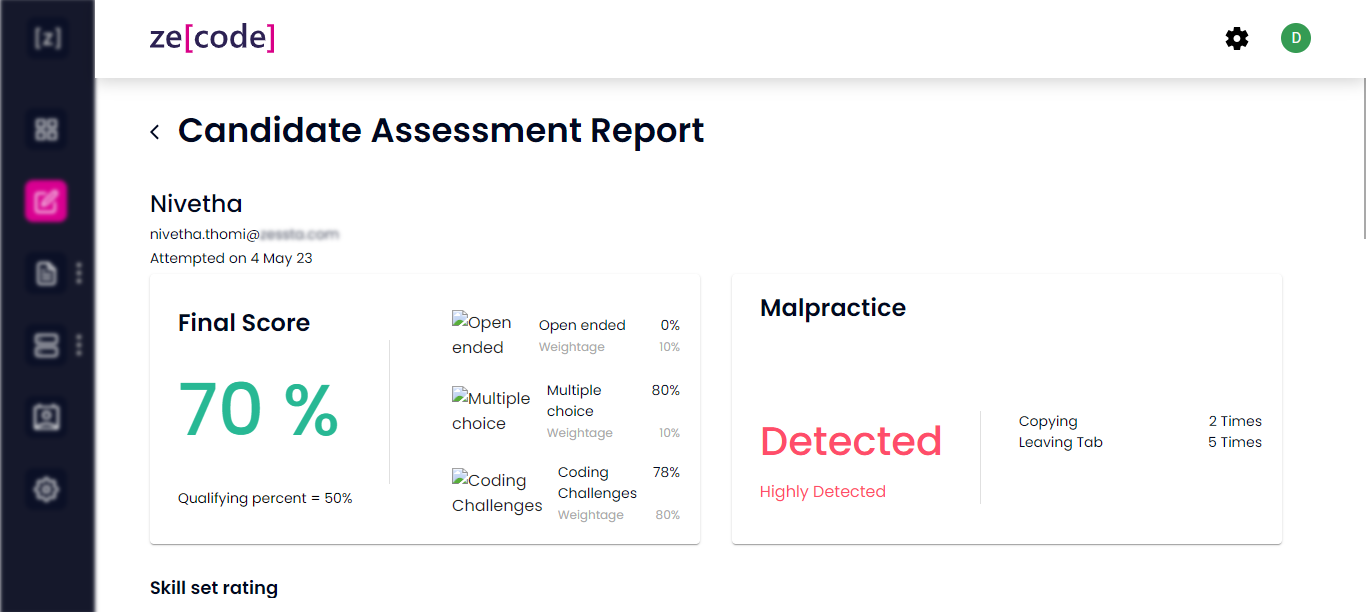 [z]
ze[code]
D
Candidate Assessment Report
Nivetha
nivetha.thomi@
Attempted on 4 May 23
Final Score
70 %
Qualifying percent = 50%
Open ended
Open ended 0%
Weightage 10%
Multiple choice
Multiple choice 80%
Weightage 10%
Coding Challenges
Coding Challenges 78%
Weightage 80%
Malpractice
Detected
Highly Detected
Copying 2 Times
Leaving Tab 5 Times
Skill set rating